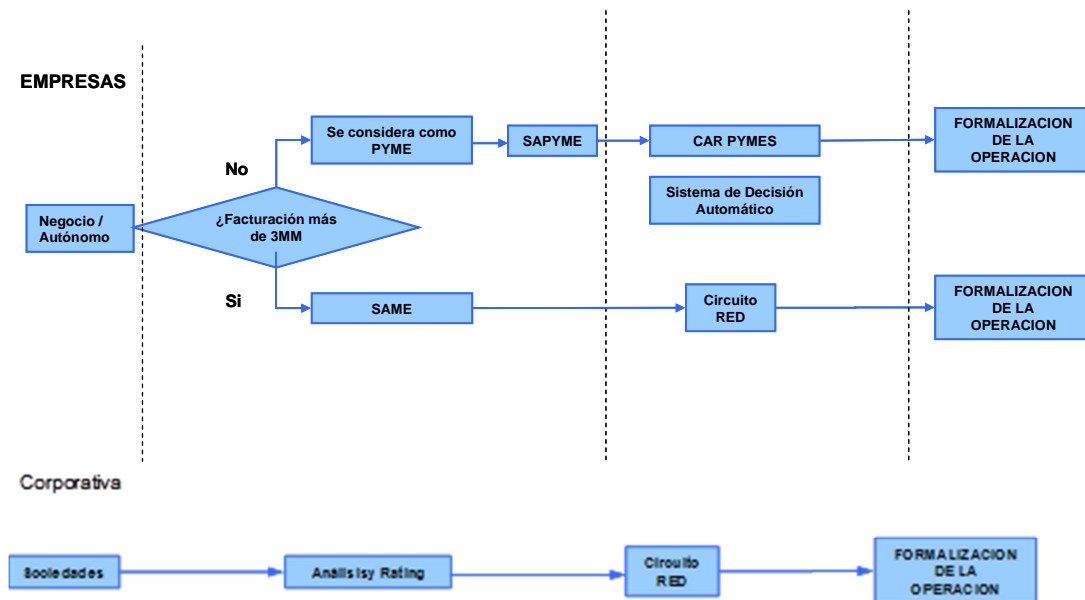 EMPRESAS
Se considera como
PYME
SAPYME
CAR PYMES
FORMALIZACION
DE LA
OPERACION
No
Sistema de Decisión
Automático
Negocio /
Autónomo
¿Facturación más
de 3MM
Si
SAME
Circuito
RED
FORMALIZACION
DE LA
OPERACION
Corporativa
Sociedades
Análisis y Rating
Circuito
RED
FORMALIZACION
DE LA
OPERACION